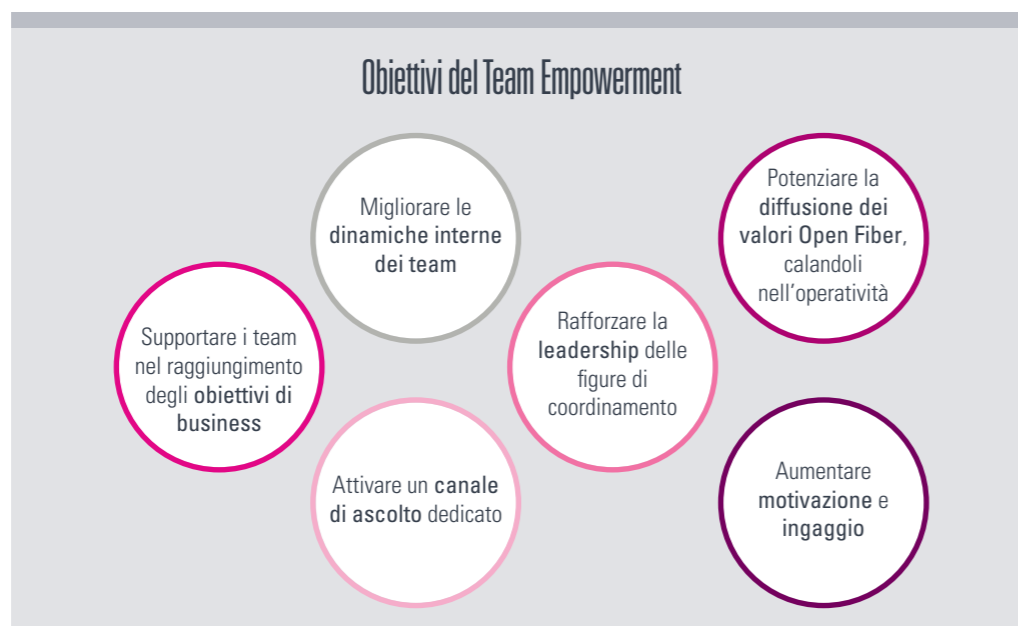 Obiettivi del Team Empowerment
Supportare i team
nel raggiungimento
degli obiettivi di
business
Migliorare le
dinamiche interne
dei team
Attivare un canale
di ascolto dedicato
Rafforzare la
leadership delle
figure di
coordinamento
Potenziare la
diffusione dei
valori Open Fiber,
calandoli
nell'operatività
Aumentare
motivazione e
ingaggio